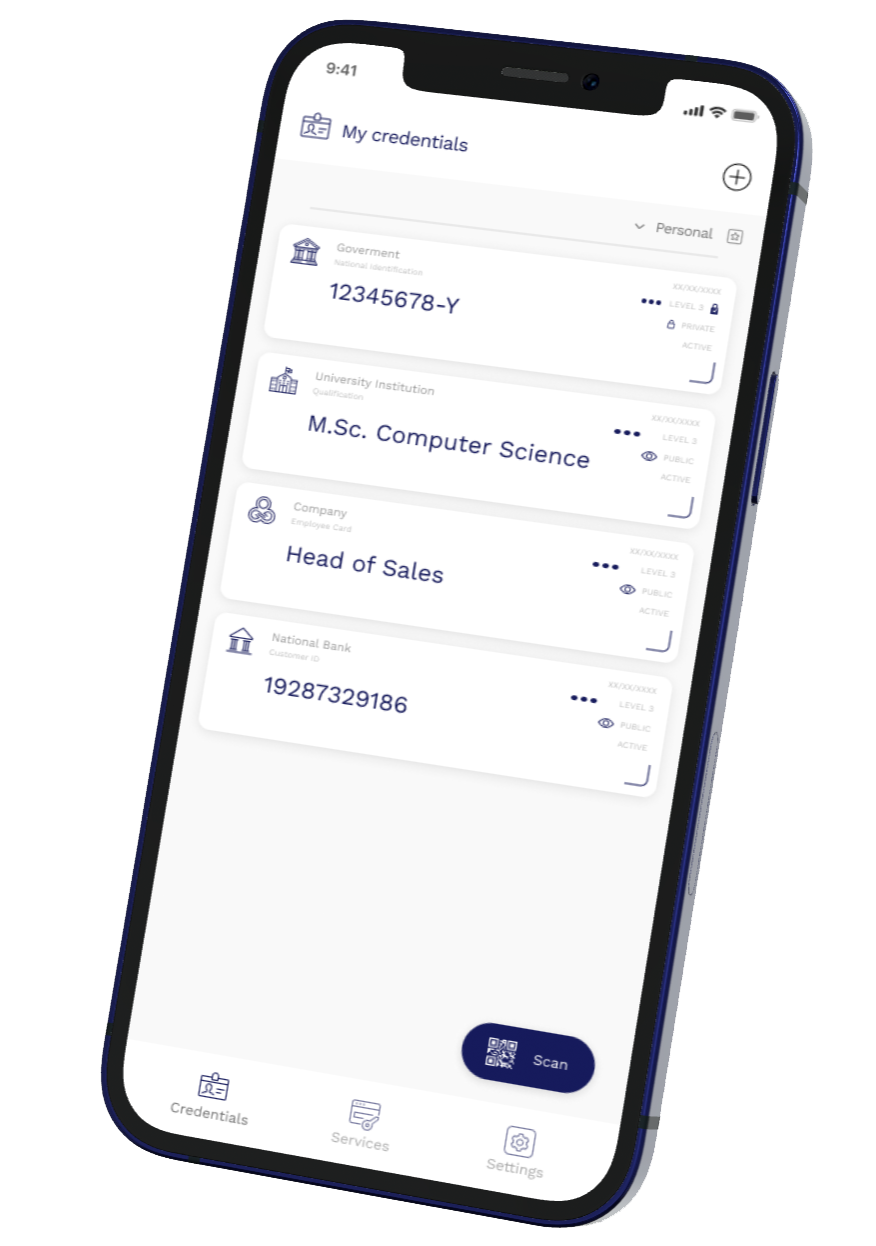 9:41
My credentials
Personal
Goverment
National Identification
12345678-Y
XX/XX/XXXX
LEVEL 3
PRIVATE
ACTIVE
University Institution
Qualification
M.Sc. Computer Science
XX/XX/XXXX
LEVEL 3
PUBLIC
ACTIVE
Company
Employee Card
Head of Sales
XX/XX/XXXX
LEVEL 3
PUBLIC
ACTIVE
National Bank
Customer ID
19287329186
XX/XX/XXXX
LEVEL 3
PUBLIC
ACTIVE
Scan
Credentials
Services
Settings